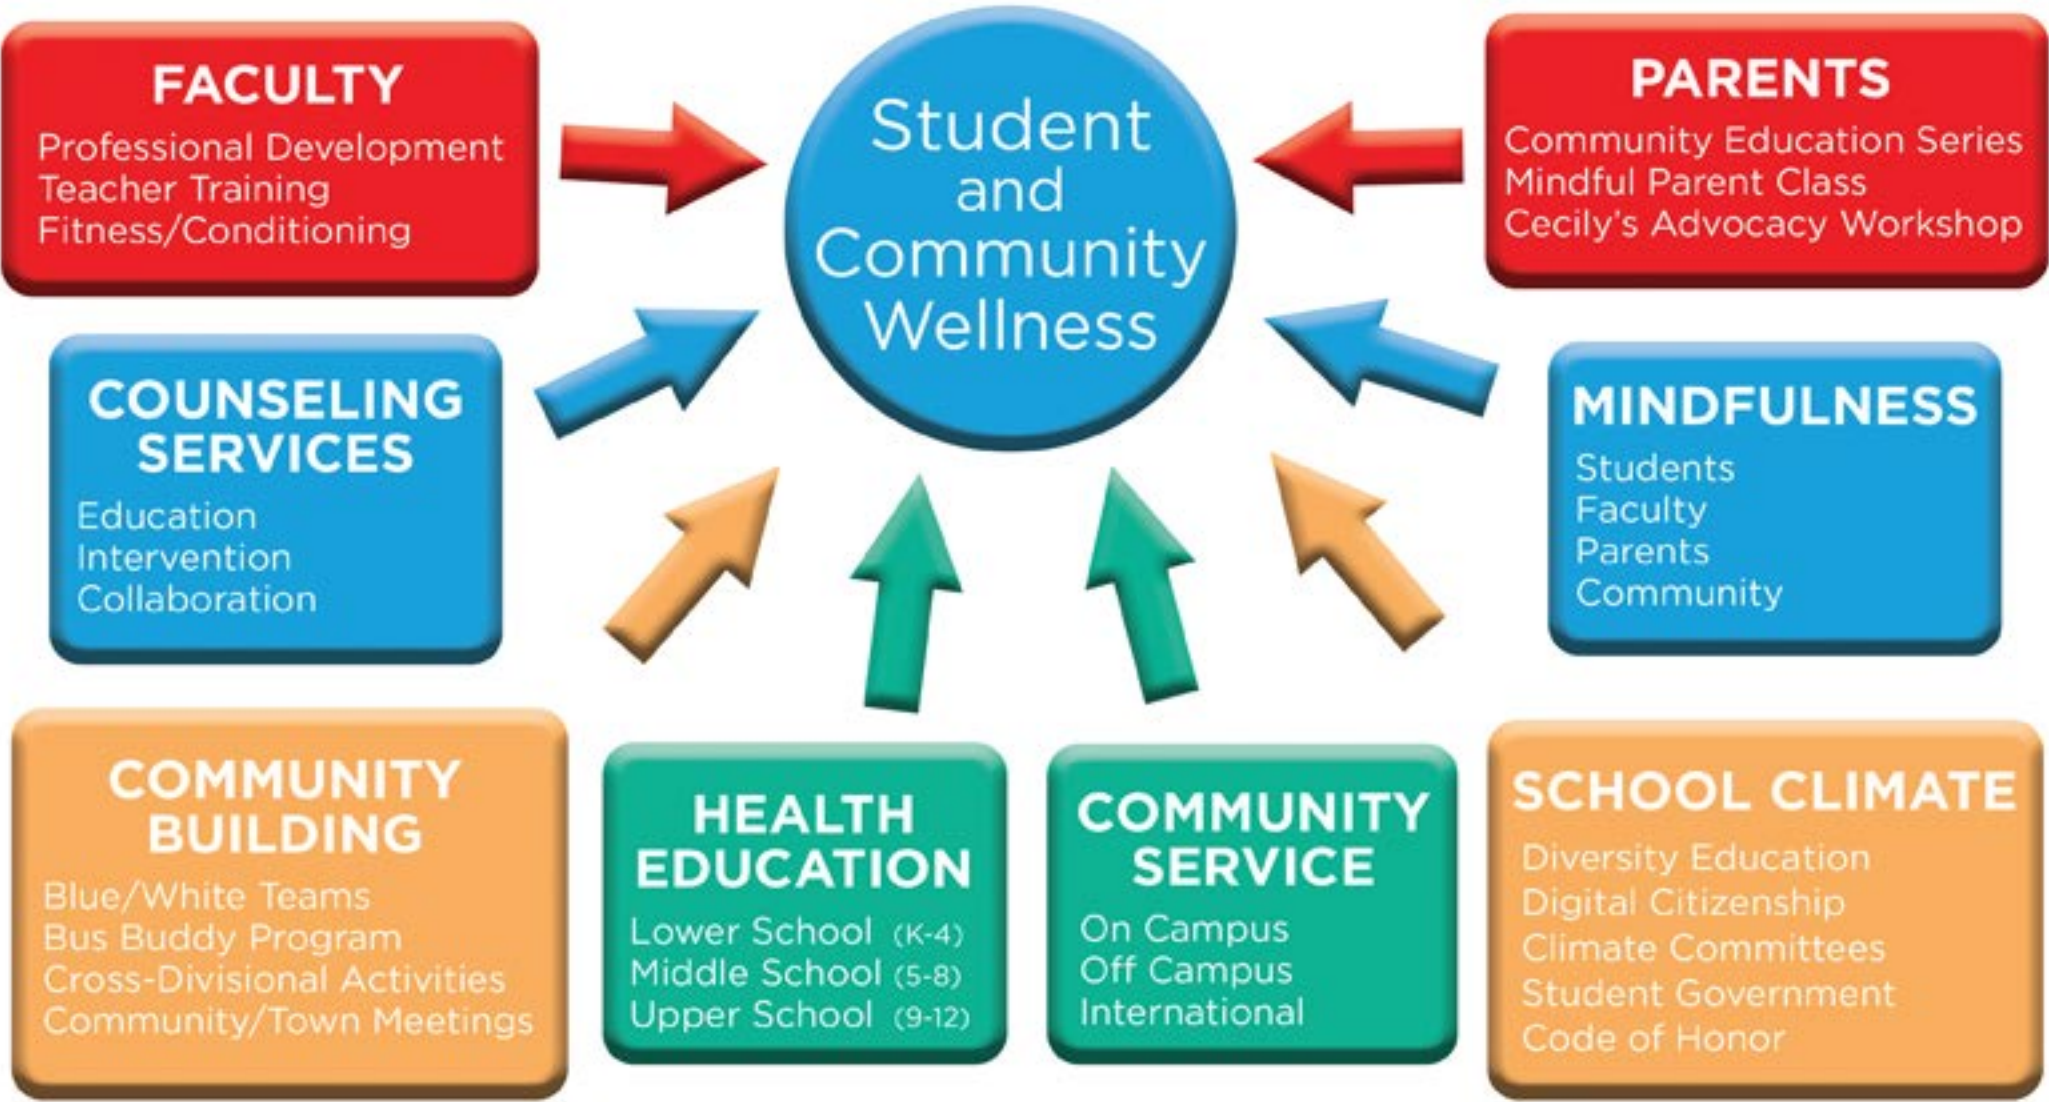 FACULTY
Professional Development
Teacher Training
Fitness/Conditioning
Student
and
Community
Wellness
PARENTS
Community Education Series
Mindful Parent Class
Cecily's Advocacy Workshop
COUNSELING
SERVICES
Education
Intervention
Collaboration
MINDFULNESS
Students
Faculty
Parents
Community
COMMUNITY
BUILDING
Blue/White Teams
Bus Buddy Program
Cross-Divisional Activities
Community/Town Meetings
HEALTH
EDUCATION
Lower School (K-4)
Middle School (5-8)
Upper School (9-12)
COMMUNITY
SERVICE
On Campus
Off Campus
International
SCHOOL CLIMATE
Diversity Education
Digital Citizenship
Climate Committees
Student Government
Code of Honor